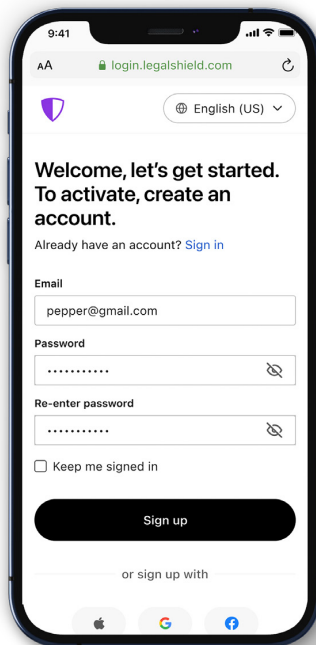 9:41
AA login.legalshield.com
English (US)
Welcome, let's get started.
To activate, create an
account.
Already have an account? Sign in
Email
pepper@gmail.com
Password
•••••••••••
Re-enter password
•••••••••••
Keep me signed in
Sign up
or sign up with